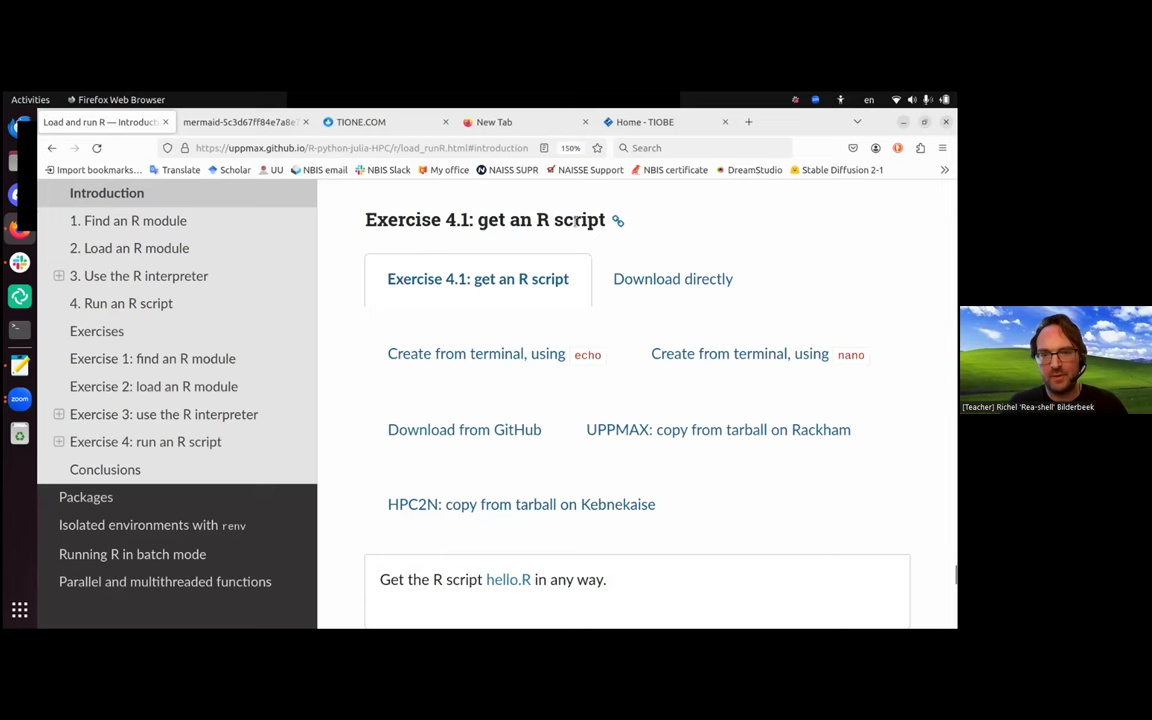 Activities Firefox Web Browser en
Load and run R — Introducti × mermaid-5c3d67ff84e7a8e7 × TIONE.COM × New Tab × Home - TIOBE × +
https://uppmax.github.io/R-python-julia-HPC/r/load_runR.html#introduction 150% Search
Import bookmarks... Translate Scholar UU NBIS email NBIS Slack My office NAISS SUPR NAISSE Support NBIS certificate DreamStudio Stable Diffusion 2-1 »
Introduction
1. Find an R module
2. Load an R module
3. Use the R interpreter
4. Run an R script
Exercises
Exercise 1: find an R module
Exercise 2: load an R module
Exercise 3: use the R interpreter
Exercise 4: run an R script
Conclusions
Packages
Isolated environments with renv
Running R in batch mode
Parallel and multithreaded functions
Exercise 4.1: get an R script
Exercise 4.1: get an R script Download directly
Create from terminal, using echo Create from terminal, using nano
Download from GitHub UPPMAX: copy from tarball on Rackham
HPC2N: copy from tarball on Kebnekaise
Get the R script hello.R in any way.
zoom
[Teacher] Richel 'Rea-shell' Bilderbeek